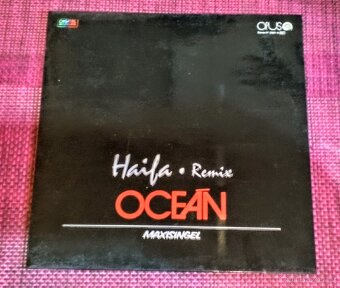 OPUS
Haifa • Remix
OCEÁN
MAXISINGEL